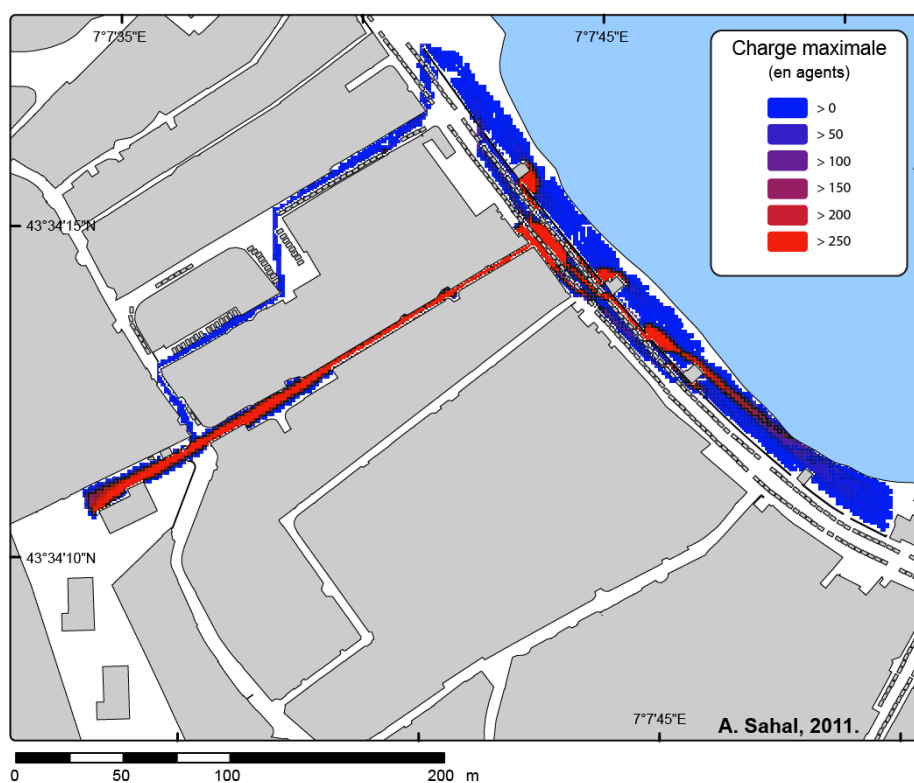 7°7'35"E
7°7'45"E
Charge maximale
(en agents)
> 0
> 50
> 100
> 150
> 200
> 250
43°34'15"N
43°34'10"N
7°7'45"E
A. Sahal, 2011.
0 50 100 200 m